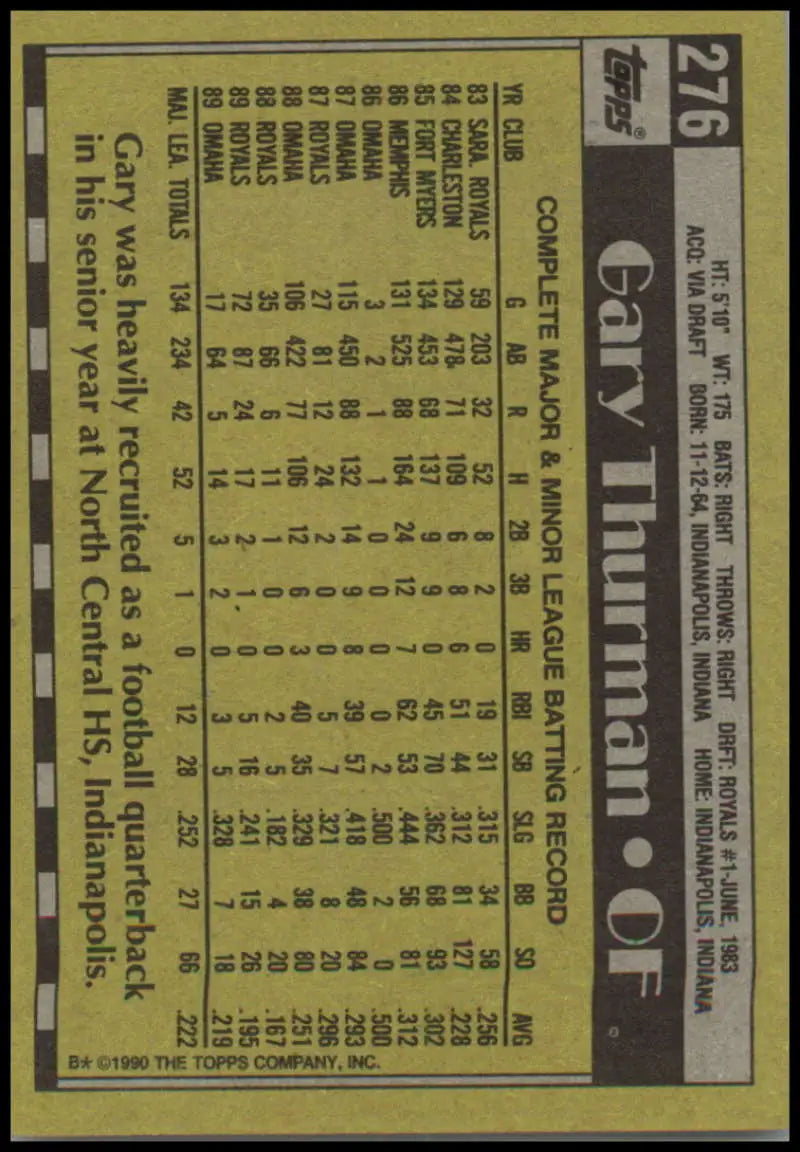 276
topps®
HT: 5'10" WT: 175 BATS: RIGHT THROWS: RIGHT DRFT: ROYALS #1-JUNE, 1983
ACQ: VIA DRAFT BORN: 11-12-64, INDIANAPOLIS, INDIANA HOME: INDIANAPOLIS, INDIANA
Gary Thurman • OF
COMPLETE MAJOR & MINOR LEAGUE BATTING RECORD
YR CLUB G AB R H 2B 3B HR RBI SB SLG BB SO AVG
83 SARA. ROYALS 59 203 32 52 8 2 0 19 31 .315 34 58 .256
84 CHARLESTON 129 478 71 109 6 8 6 51 44 .312 81 127 .228
85 FORT MYERS 134 453 68 137 9 9 0 45 70 .362 68 93 .302
86 MEMPHIS 131 525 88 164 24 12 7 62 53 .444 56 81 .312
86 OMAHA 3 2 1 1 0 0 0 0 2 .500 2 0 .500
87 OMAHA 115 450 88 132 14 9 8 39 57 .418 48 84 .293
87 ROYALS 27 81 12 24 2 0 0 5 7 .321 8 20 .296
88 OMAHA 106 422 77 106 12 6 3 40 35 .329 38 80 .251
88 ROYALS 35 66 6 11 1 0 0 2 5 .182 4 20 .167
89 ROYALS 72 87 24 17 2 1 0 5 16 .241 15 26 .195
89 OMAHA 17 64 5 14 3 2 0 3 5 .328 7 18 .219
MAJ. LEA. TOTALS 134 234 42 52 5 1 0 12 28 .252 27 66 .222
Gary was heavily recruited as a football quarterback
in his senior year at North Central HS, Indianapolis.
B* ©1990 THE TOPPS COMPANY, INC.